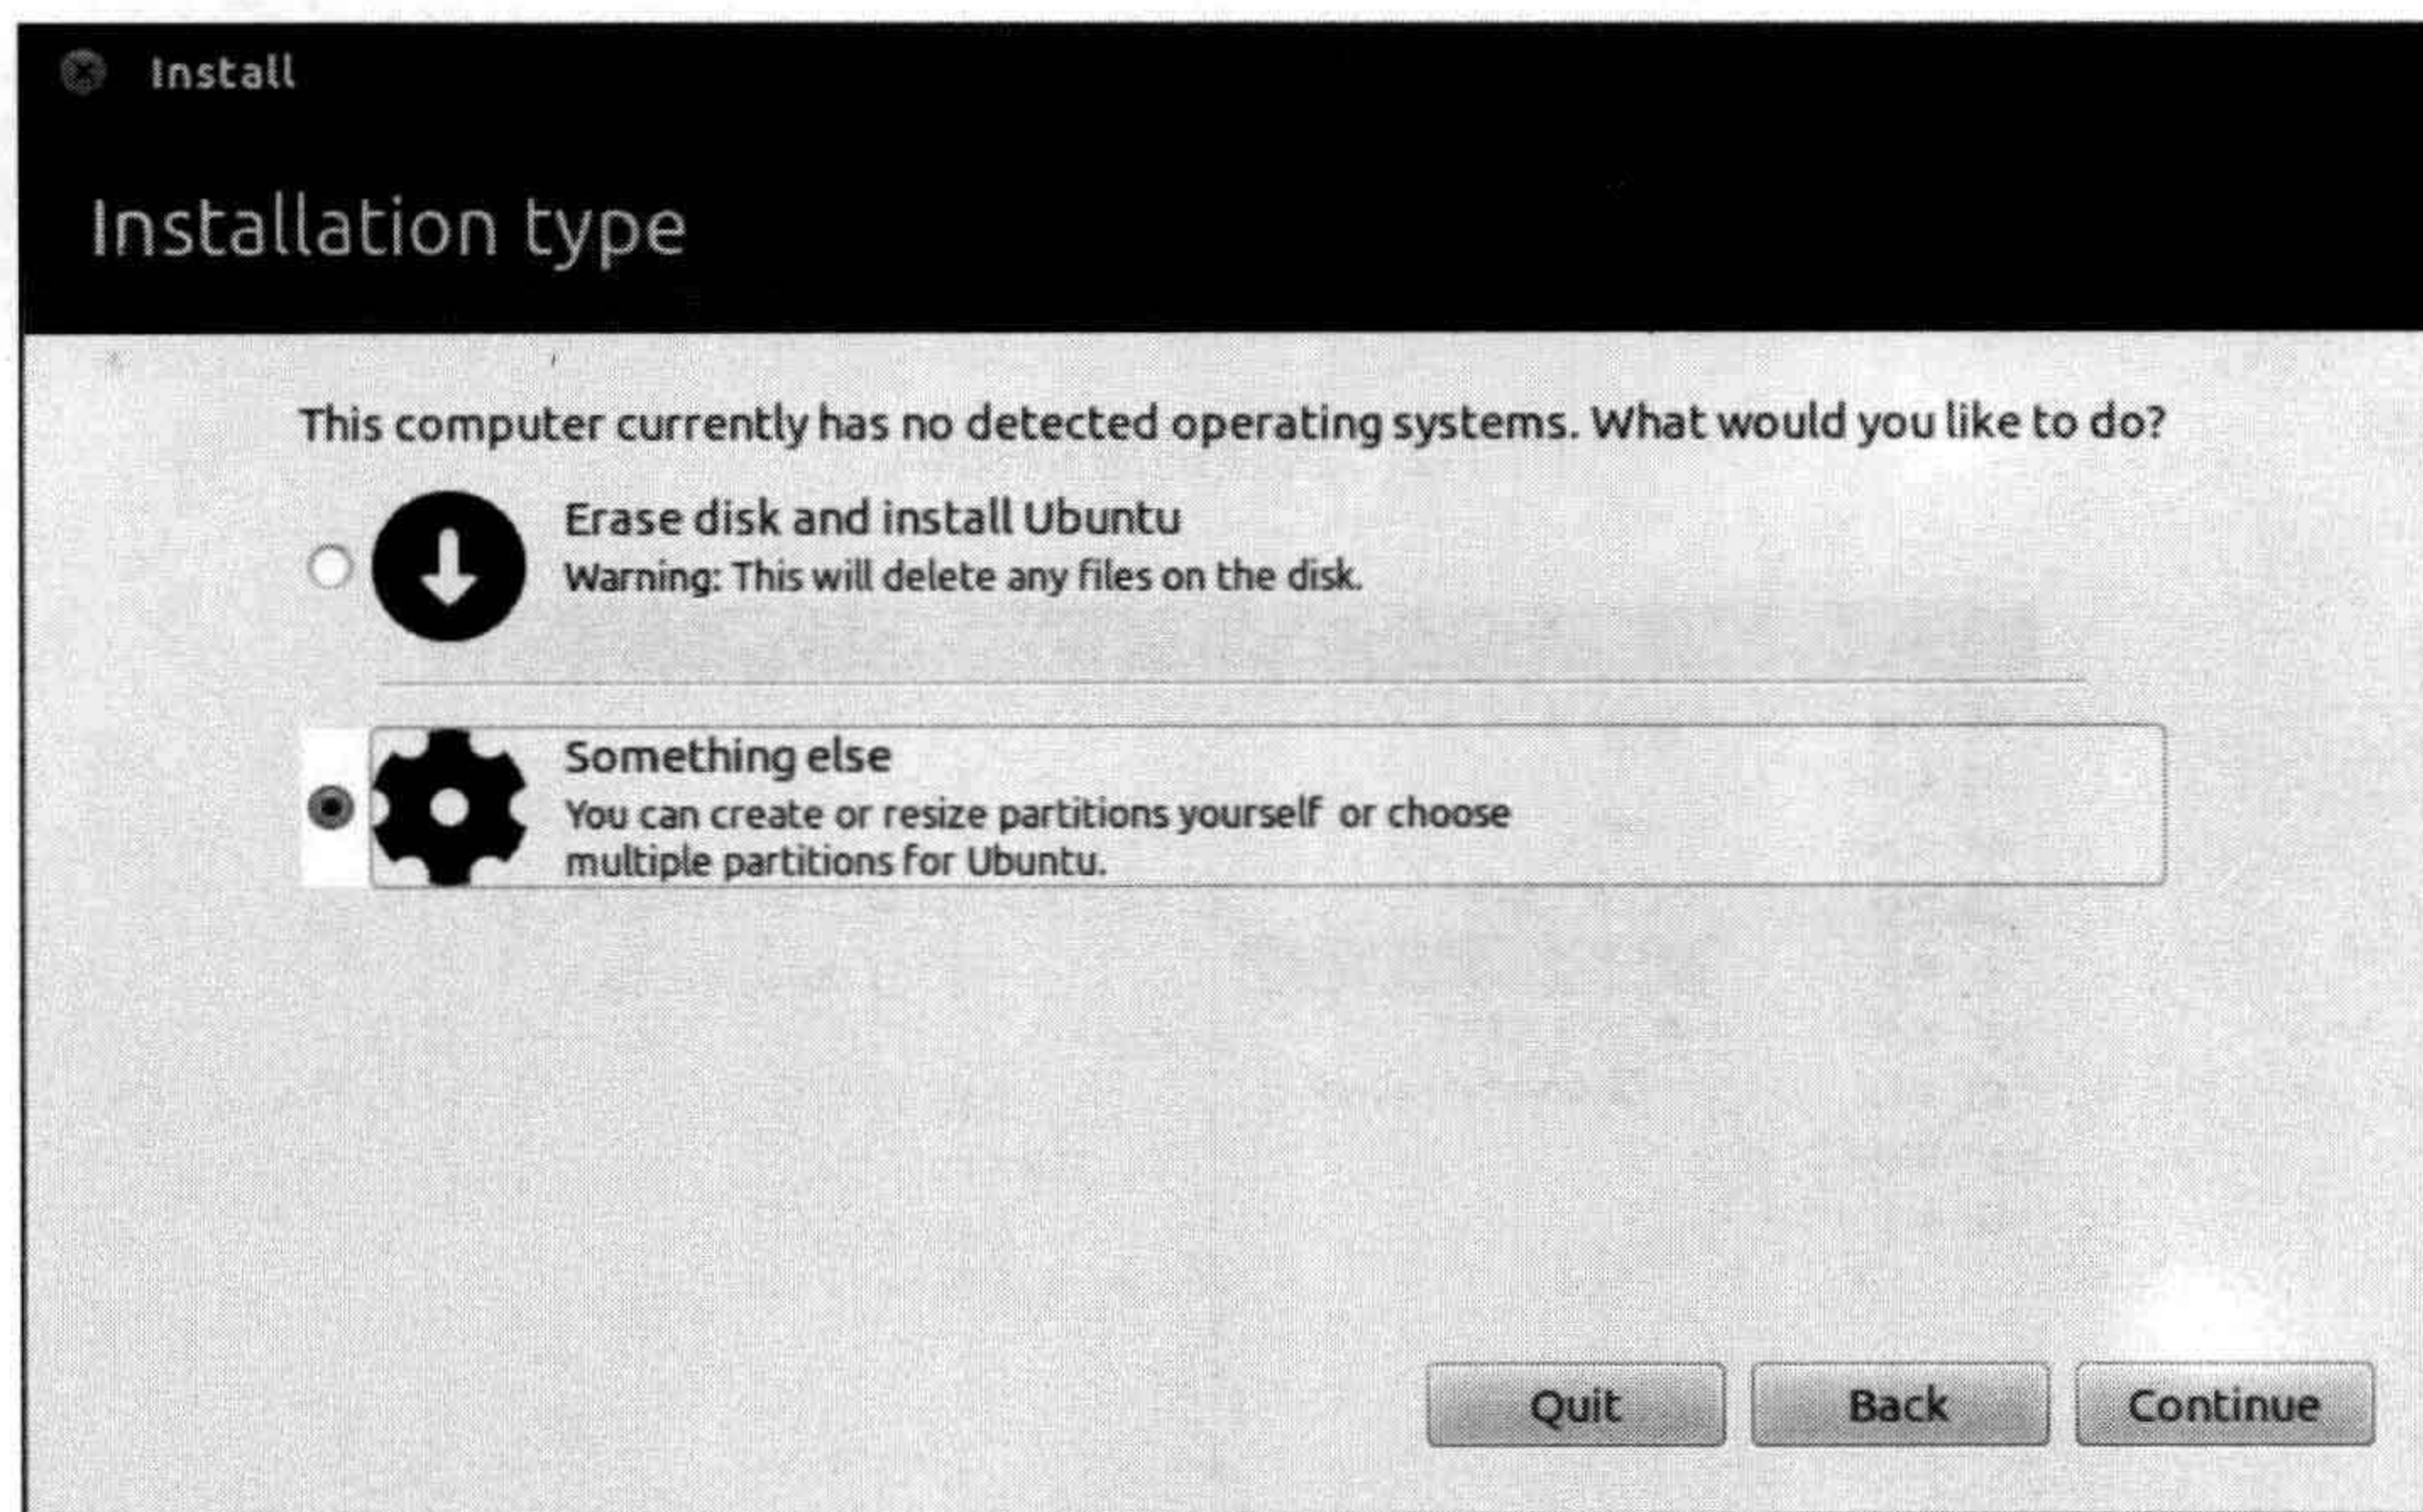 Install
Installation type
This computer currently has no detected operating systems. What would you like to do?
Erase disk and install Ubuntu
Warning: This will delete any files on the disk.
Something else
You can create or resize partitions yourself or choose
multiple partitions for Ubuntu.
Quit
Back
Continue